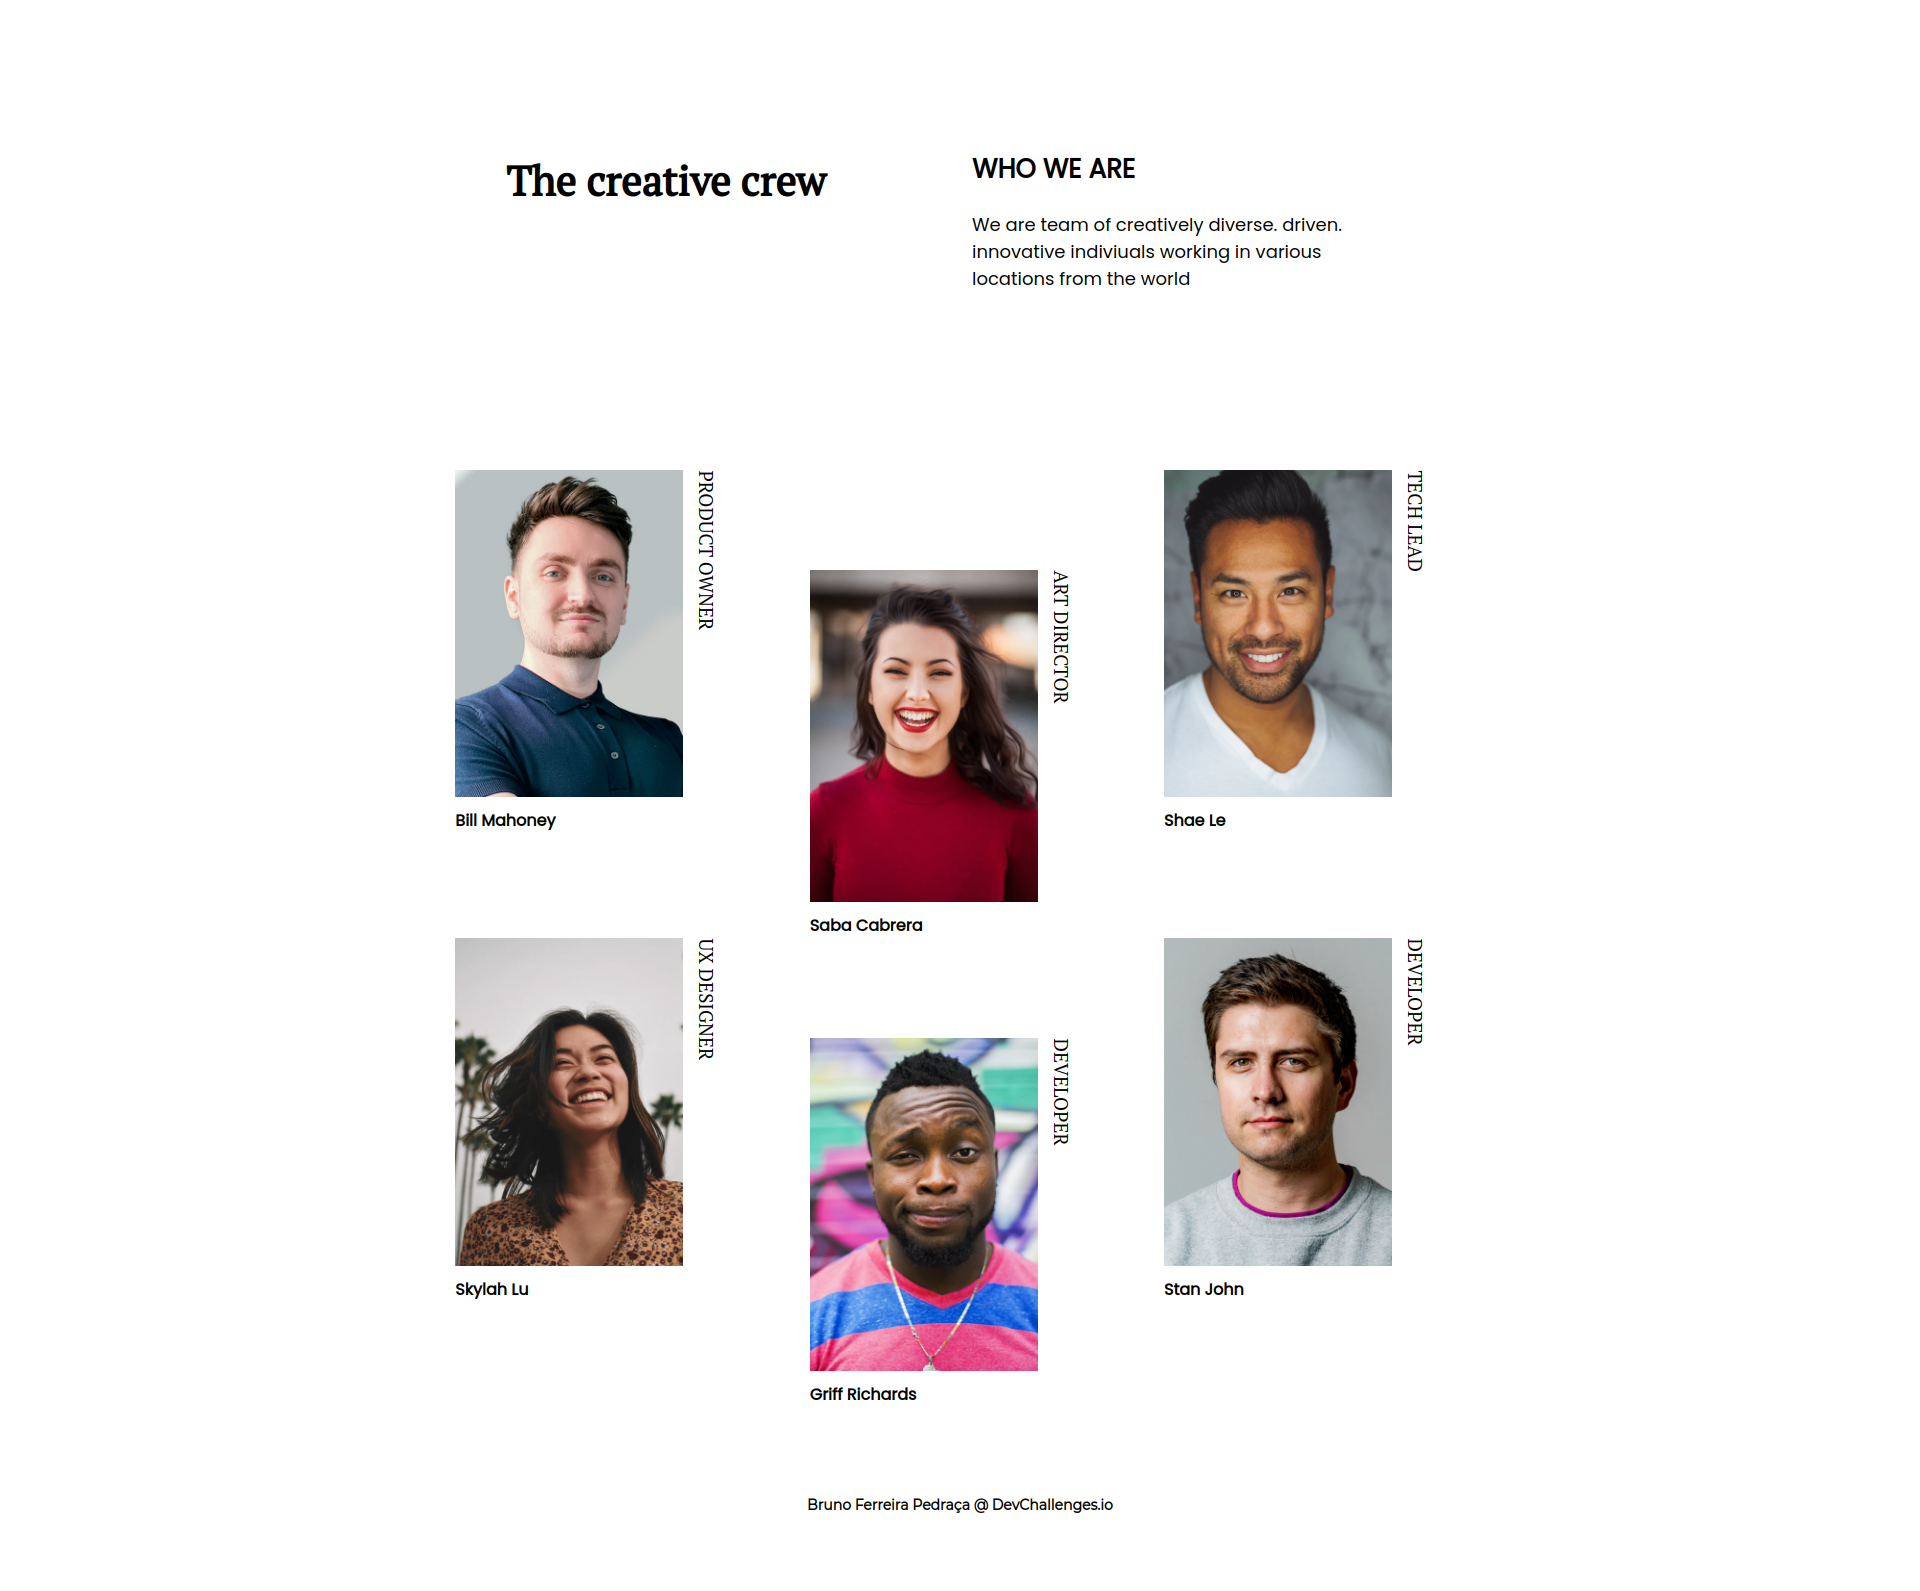 The creative crew
WHO WE ARE
We are team of creatively diverse. driven.
innovative indiviuals working in various
locations from the world
PRODUCT OWNER
Bill Mahoney
ART DIRECTOR
Saba Cabrera
TECH LEAD
Shae Le
UX DESIGNER
Skylah Lu
DEVELOPER
Griff Richards
DEVELOPER
Stan John
Bruno Ferreira Pedraça @ DevChallenges.io